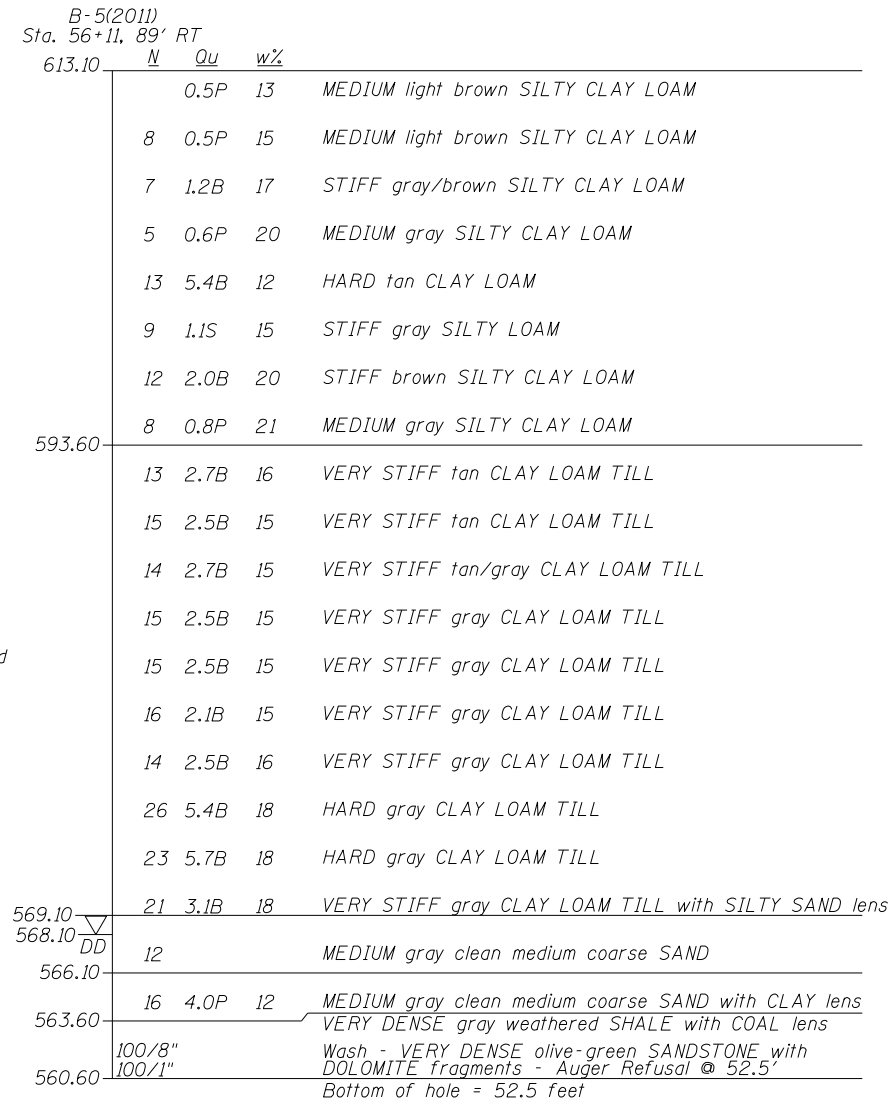 B-5(2011)
Sta. 56+11, 89' RT
N Qu w%
613.10
0.5P 13 MEDIUM light brown SILTY CLAY LOAM
8 0.5P 15 MEDIUM light brown SILTY CLAY LOAM
7 1.2B 17 STIFF gray/brown SILTY CLAY LOAM
5 0.6P 20 MEDIUM gray SILTY CLAY LOAM
13 5.4B 12 HARD tan CLAY LOAM
9 1.1S 15 STIFF gray SILTY LOAM
12 2.0B 20 STIFF brown SILTY CLAY LOAM
8 0.8P 21 MEDIUM gray SILTY CLAY LOAM
593.60
13 2.7B 16 VERY STIFF tan CLAY LOAM TILL
15 2.5B 15 VERY STIFF tan CLAY LOAM TILL
14 2.7B 15 VERY STIFF tan/gray CLAY LOAM TILL
15 2.5B 15 VERY STIFF gray CLAY LOAM TILL
d
15 2.5B 15 VERY STIFF gray CLAY LOAM TILL
16 2.1B 15 VERY STIFF gray CLAY LOAM TILL
14 2.5B 16 VERY STIFF gray CLAY LOAM TILL
26 5.4B 18 HARD gray CLAY LOAM TILL
23 5.7B 18 HARD gray CLAY LOAM TILL
21 3.1B 18 VERY STIFF gray CLAY LOAM TILL with SILTY SAND lens
569.10
568.10
DD
12 MEDIUM gray clean medium coarse SAND
566.10
16 4.0P 12 MEDIUM gray clean medium coarse SAND with CLAY lens
563.60
VERY DENSE gray weathered SHALE with COAL lens
100/8" Wash - VERY DENSE olive-green SANDSTONE with
100/1" DOLOMITE fragments - Auger Refusal @ 52.5'
560.60
Bottom of hole = 52.5 feet